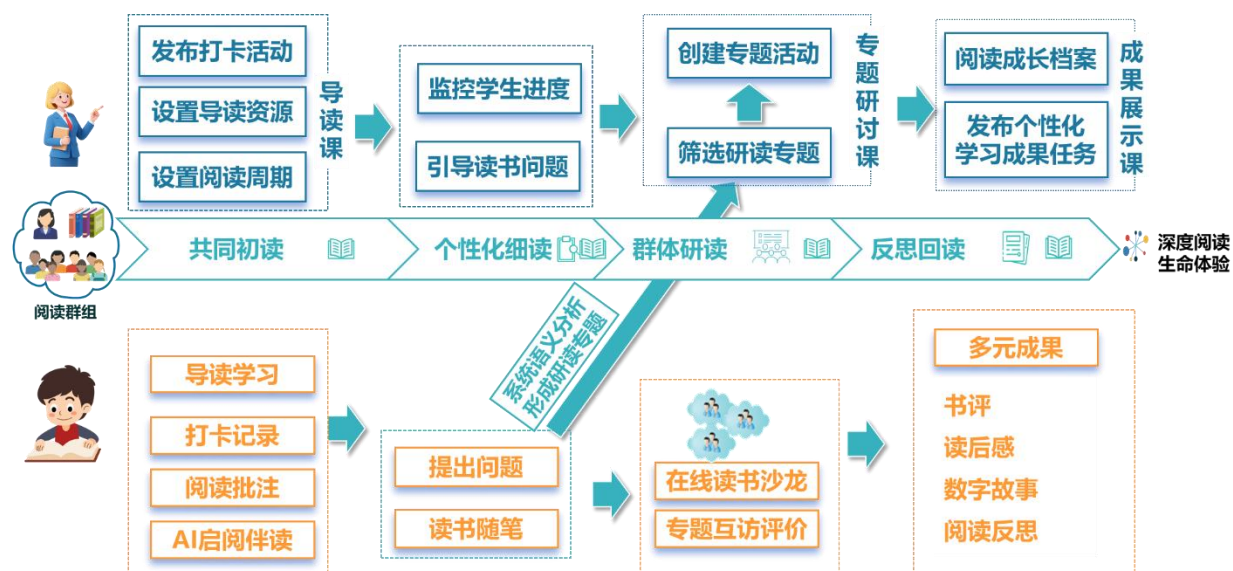 发布打卡活动
设置导读资源
设置阅读周期
导读课
监控学生进度
引导读书问题
创建专题活动
筛选研读专题
专题研讨课
阅读成长档案
发布个性化
学习成果任务
成果展示课
阅读群组
共同初读
个性化细读
群体研读
反思回读
深度阅读
生命体验
系统语义分析
形成研读专题
导读学习
打卡记录
阅读批注
AI启阅伴读
提出问题
读书随笔
在线读书沙龙
专题互访评价
多元成果
书评
读后感
数字故事
阅读反思